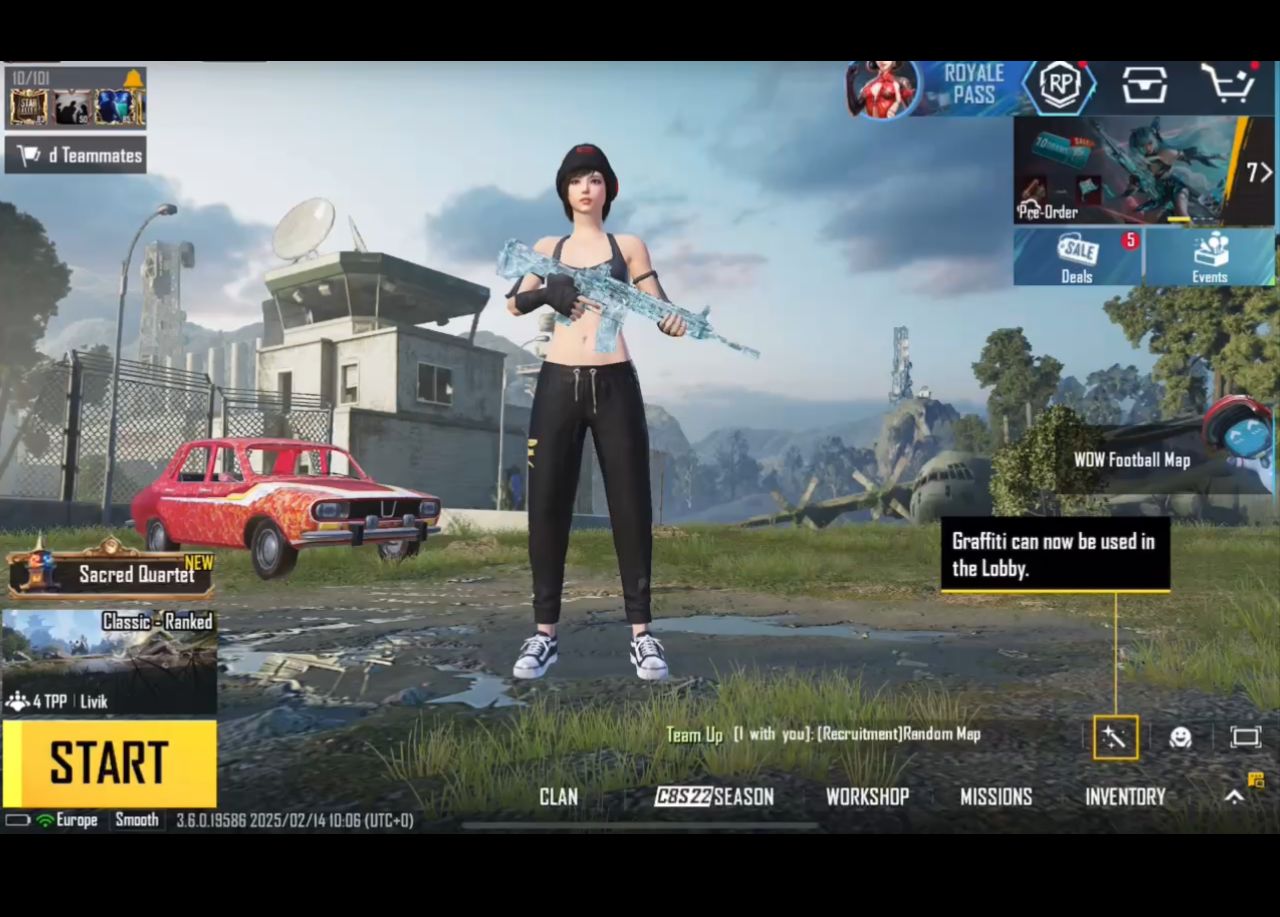 10/101
d Teammates
ROYALE
PASS
RP
SALE
7>
Pre-Order
SALE
5
Deals
Events
WOW Football Map
Graffiti can now be used in
the Lobby.
NEW
Sacred Quartet
Classic - Ranked
4 TPP | Livik
START
Team Up [I with you]: [Recruitment]Random Map
CLAN
C8S22 SEASON
WORKSHOP
MISSIONS
INVENTORY
Europe
Smooth
3.6.0.19586 2025/02/14 10:06 (UTC+0)